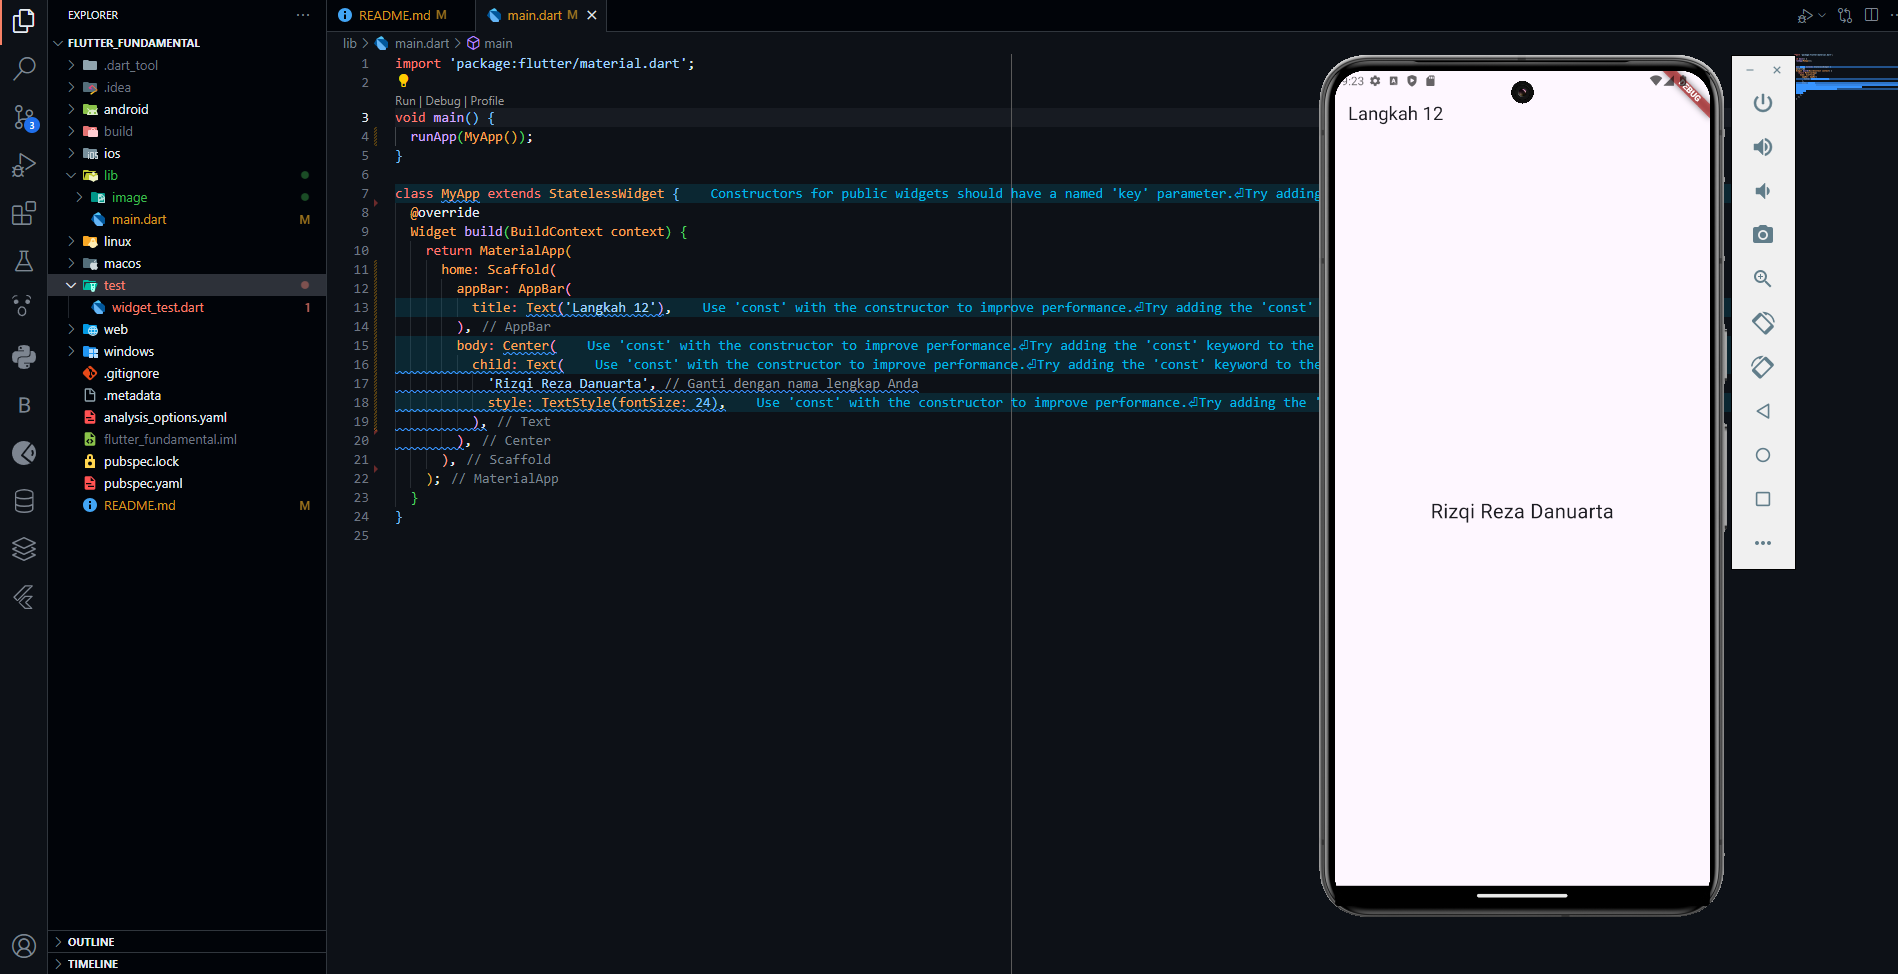 EXPLORER
FLUTTER_FUNDAMENTAL
.dart_tool
.idea
android
build
ios
lib
image
main.dart M
linux
macos
test
widget_test.dart 1
web
windows
.gitignore
.metadata
analysis_options.yaml
flutter_fundamental.iml
pubspec.lock
pubspec.yaml
README.md M
OUTLINE
TIMELINE
3
B
README.md M
main.dart M
lib > main.dart > main
1 import 'package:flutter/material.dart';
2
Run | Debug | Profile
3 void main() {
4 runApp(MyApp());
5 }
6
7 class MyApp extends StatelessWidget { Constructors for public widgets should have a named 'key' parameter.⏎Try adding
8 @override
9 Widget build(BuildContext context) {
10 return MaterialApp(
11 home: Scaffold(
12 appBar: AppBar(
13 title: Text('Langkah 12'), Use 'const' with the constructor to improve performance.⏎Try adding the 'const'
14 ), // AppBar
15 body: Center( Use 'const' with the constructor to improve performance.⏎Try adding the 'const' keyword to the
16 child: Text( Use 'const' with the constructor to improve performance.⏎Try adding the 'const' keyword to the
17 'Rizqi Reza Danuarta', // Ganti dengan nama lengkap Anda
18 style: TextStyle(fontSize: 24), Use 'const' with the constructor to improve performance.⏎Try adding the '
19 ), // Text
20 ), // Center
21 ), // Scaffold
22 ); // MaterialApp
23 }
24 }
25
9:23
Langkah 12
Rizqi Reza Danuarta